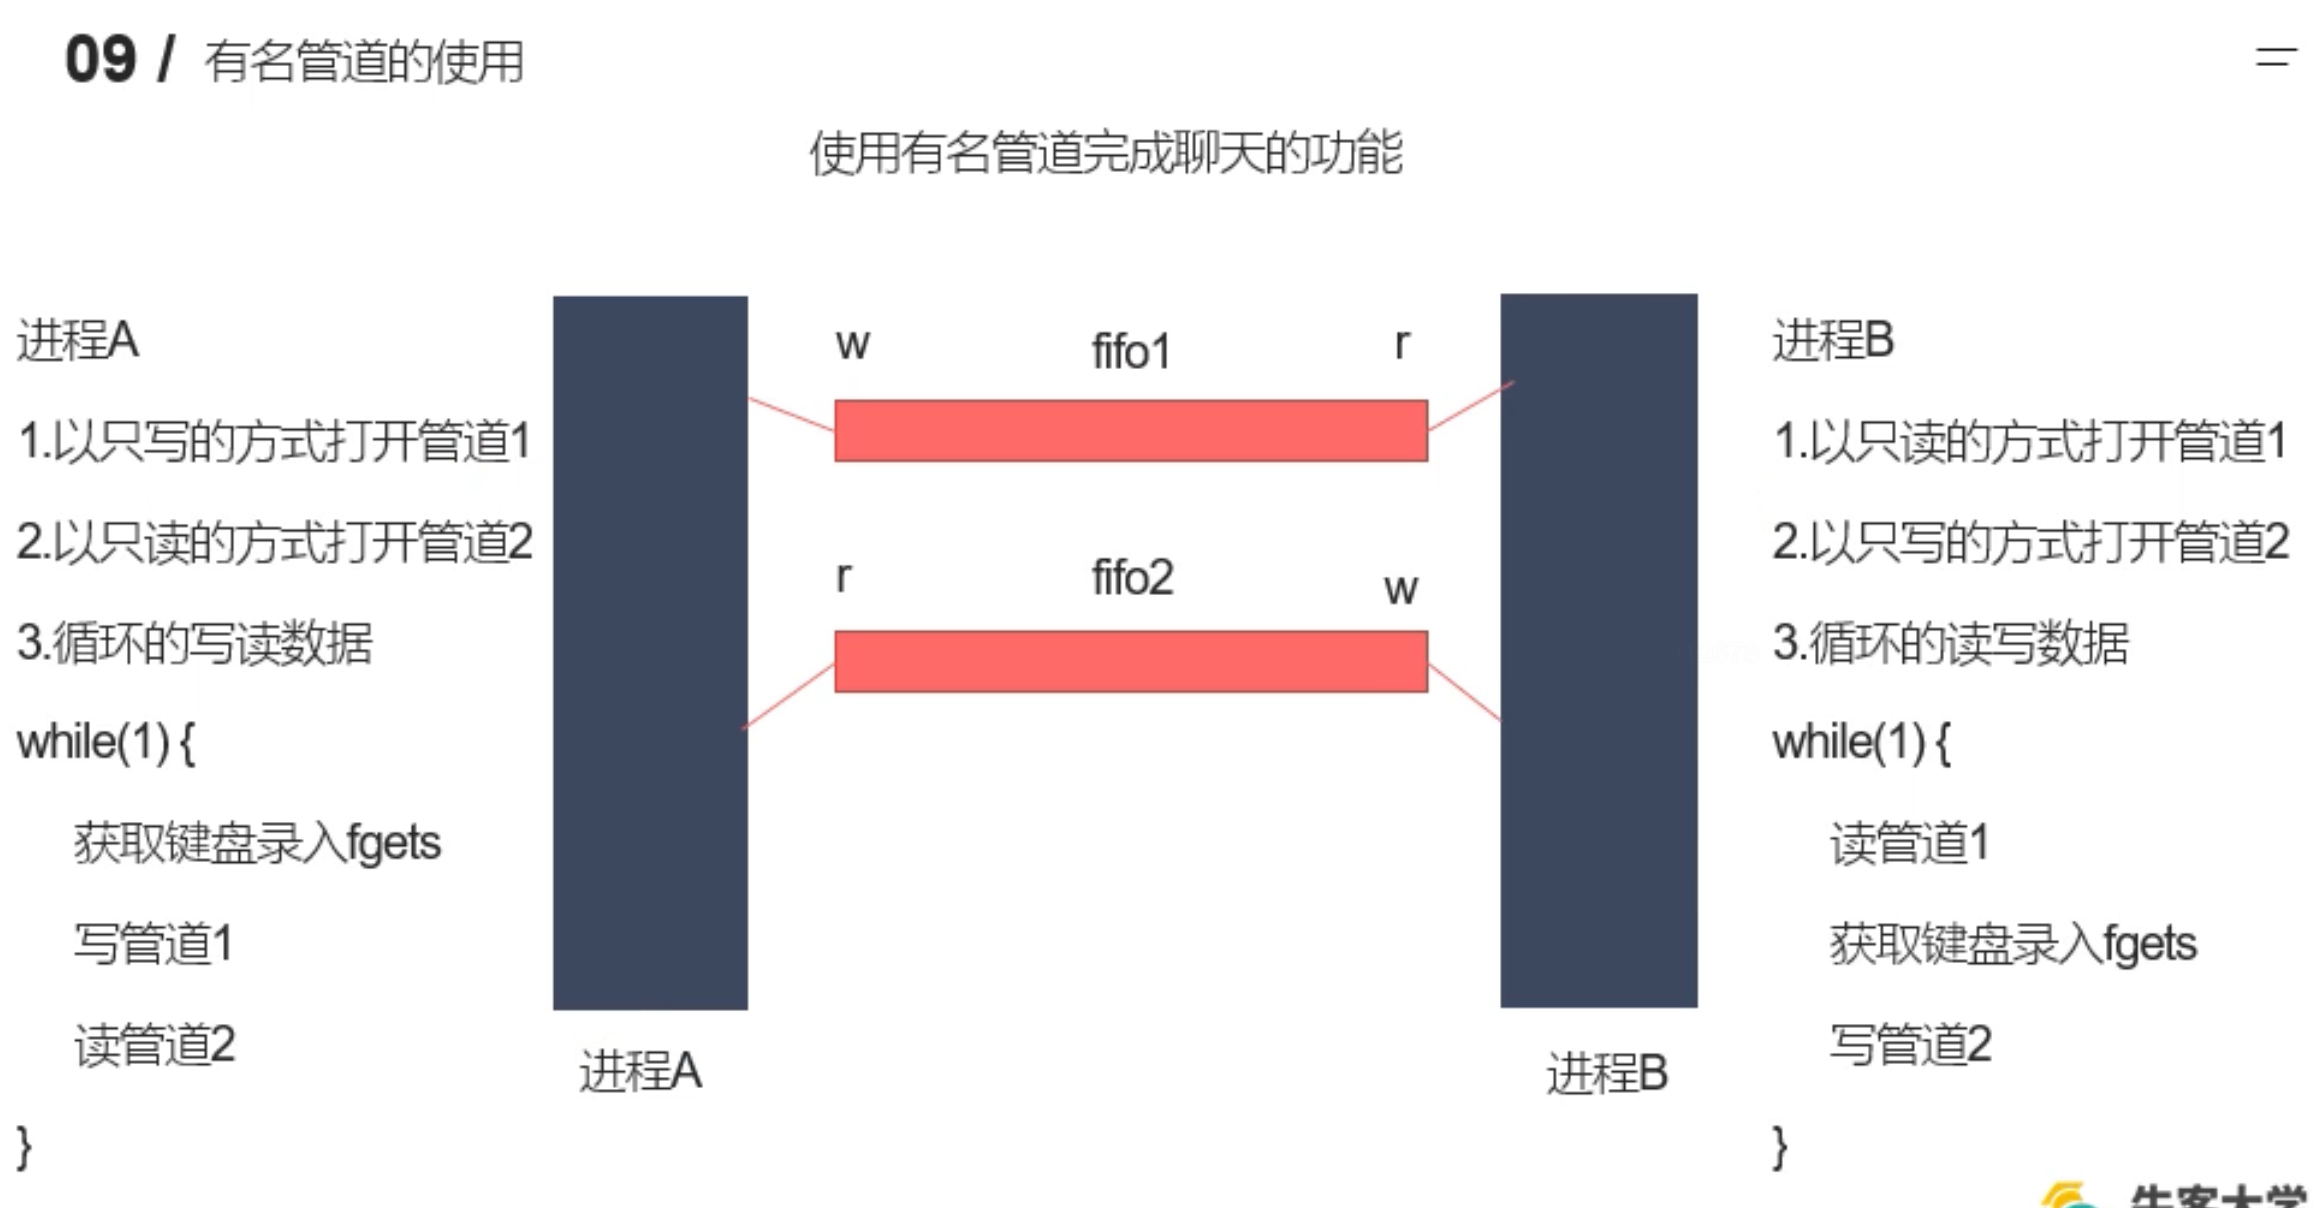 09 / 有名管道的使用
使用有名管道完成聊天的功能
进程A
1.以只写的方式打开管道1
2.以只读的方式打开管道2
3.循环的写读数据
while(1) {
获取键盘录入fgets
写管道1
读管道2
}
w
fifo1
r
r
fifo2
w
进程A
进程B
进程B
1.以只读的方式打开管道1
2.以只写的方式打开管道2
3.循环的读写数据
while(1) {
读管道1
获取键盘录入fgets
写管道2
}
牛客大学